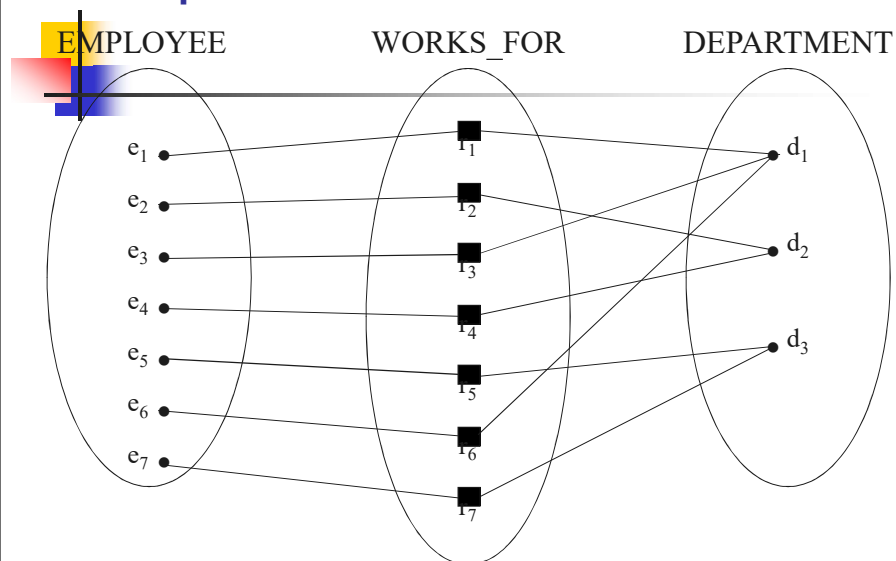 EMPLOYEE WORKS_FOR DEPARTMENT
e1 r1 d1
e2 r2
e3 r3 d2
e4 r4
e5 r5 d3
e6 r6
e7 r7